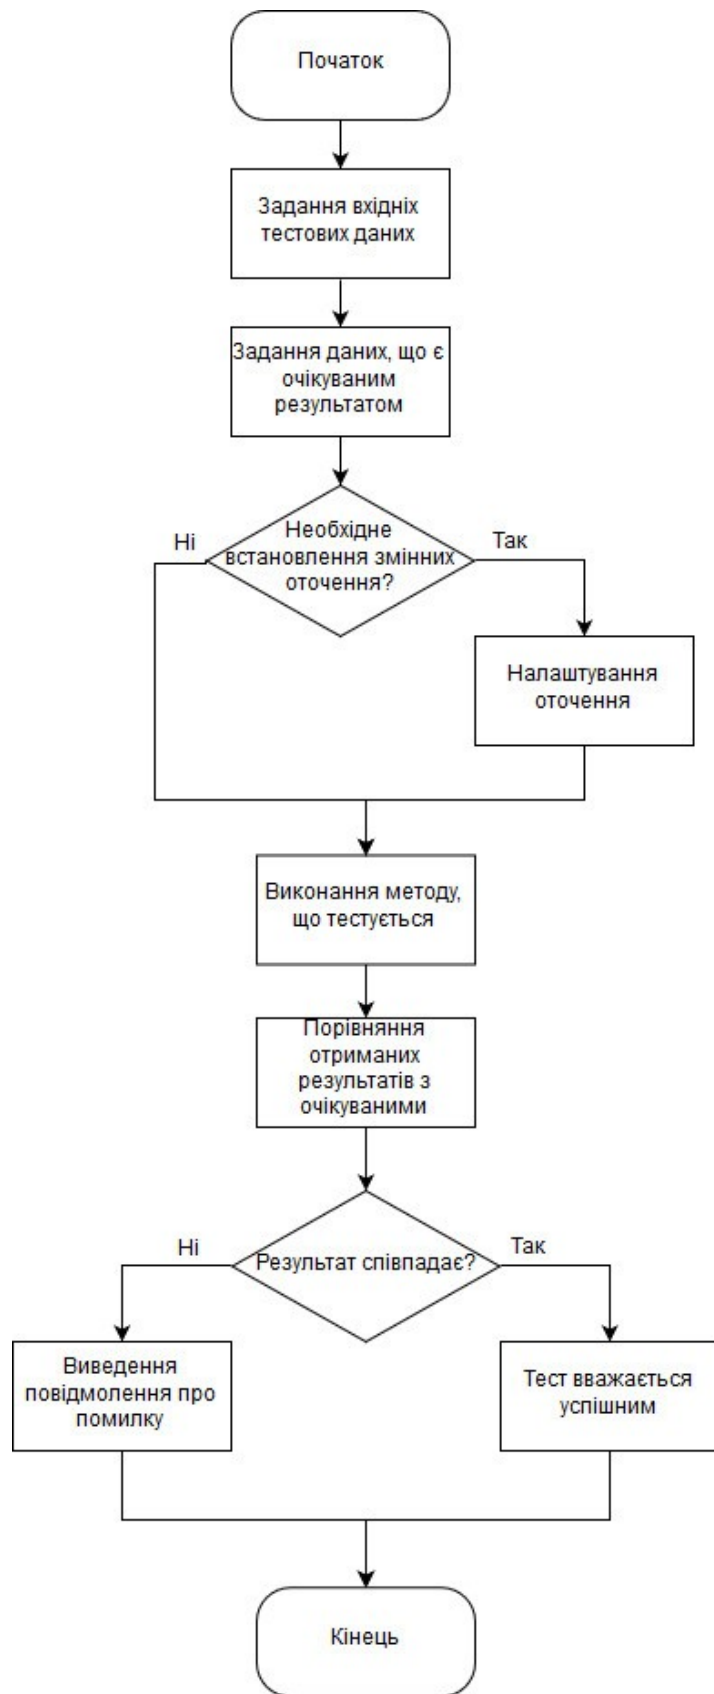 Початок
Задання вхідніх
тестових даних
Задання даних, що є
очікуваним
результатом
Необхідне
встановлення змінних
оточення?
Ні
Так
Налаштування
оточення
Виконання методу,
що тестується
Порівняння
отриманих
результатів з
очікуваними
Результат співпадає?
Ні
Так
Виведення
повідмолення про
помилку
Тест вважається
успішним
Кінець